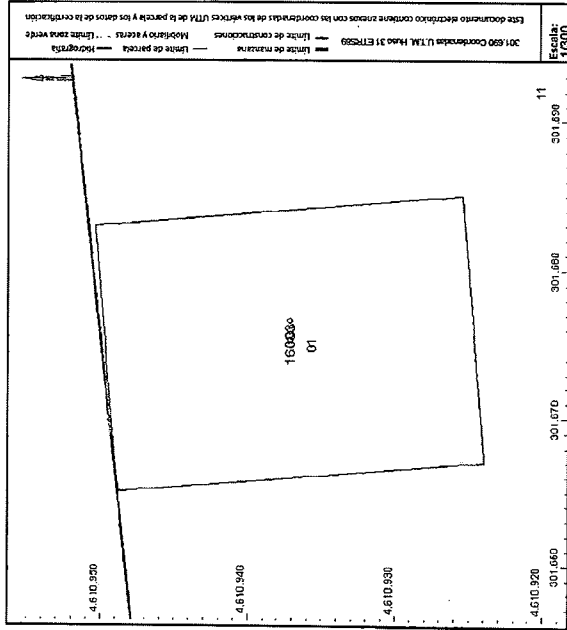 4.610.950
4.610.940
4.610.930
4.610.920
01
301.660
301.670
301.680
301.690
11
Escala:
1/300
301.690 Coordenadas U.T.M. Huso 31 ETRS89
Límite de manzana
Límite de construcciones
Límite de parcela
Mobiliario y aceras
Hidrografía
Límite zona verde
Este documento electrónico contiene anexos con las coordenadas de los vértices UTM de la parcela y los datos de la certificación